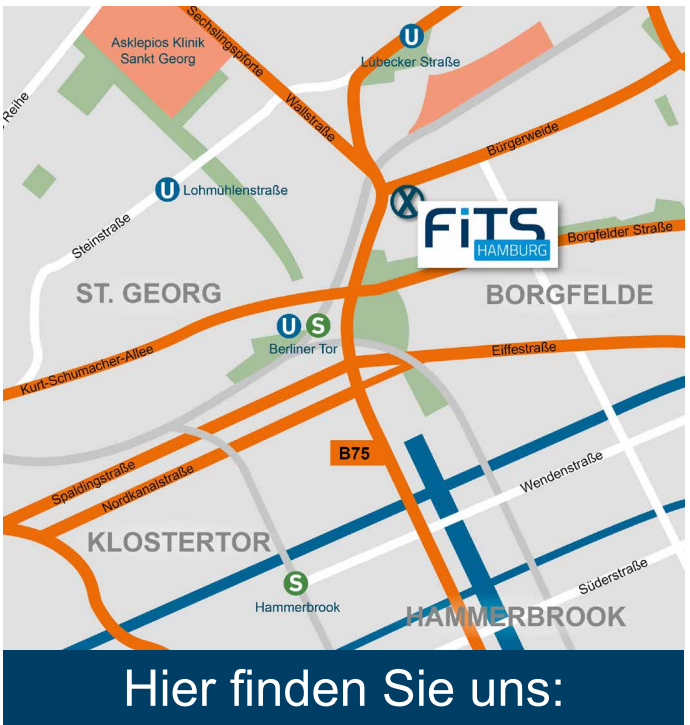 Sechslingspforte
U
Asklepios Klinik
Sankt Georg
Lübecker Straße
Reihe
Wallstraße
Bürgerweide
U Lohmühlenstraße
X
FiTS
HAMBURG
Steinstraße
Borgfelder Straße
ST. GEORG
BORGFELDE
U S
Berliner Tor
Eiffestraße
Kurt-Schumacher-Allee
B75
Spaldingstraße
Nordkanalstraße
Wendenstraße
KLOSTERTOR
S
Hammerbrook
Süderstraße
HAMMERBROOK
Hier finden Sie uns: